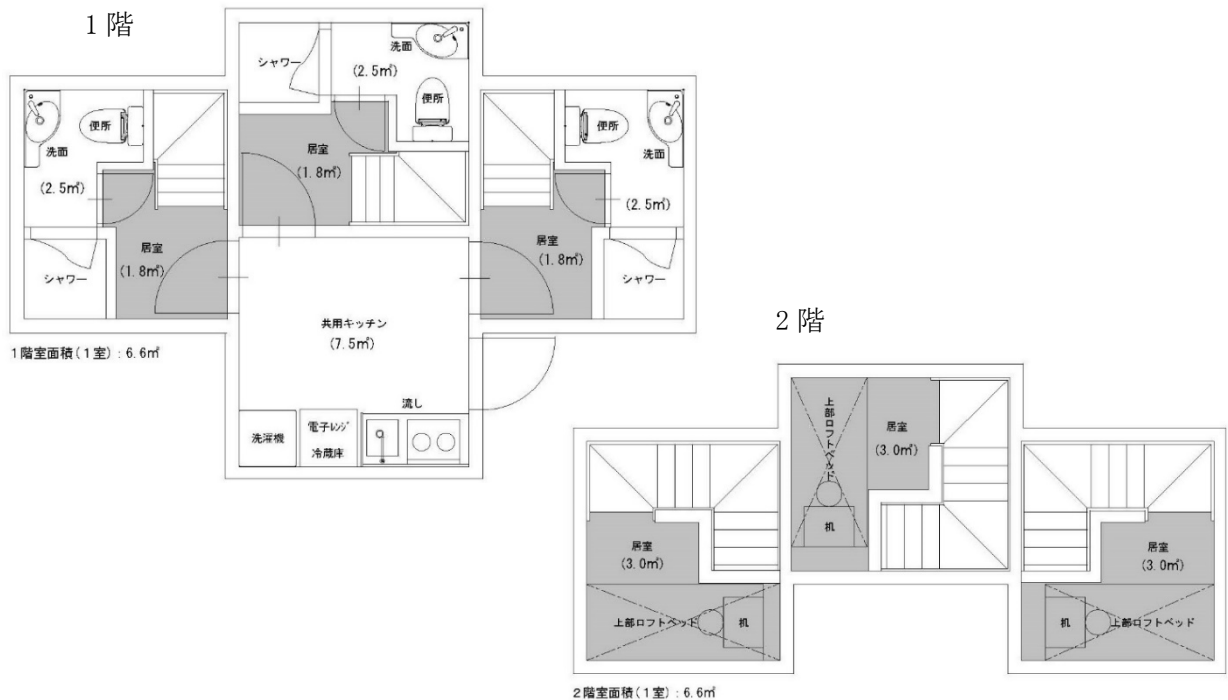 1階
シャワー
洗面
(2.5㎡)
便所
居室
(1.8㎡)
便所
洗面
(2.5㎡)
居室
(1.8㎡)
シャワー
便所
洗面
(2.5㎡)
居室
(1.8㎡)
シャワー
共用キッチン
(7.5㎡)
流し
洗濯機
電子レンジ
冷蔵庫
1階室面積(1室):6.6㎡
2階
上部ロフトベッド
居室
(3.0㎡)
机
居室
(3.0㎡)
上部ロフトベッド
机
居室
(3.0㎡)
机
上部ロフトベッド
2階室面積(1室):6.6㎡